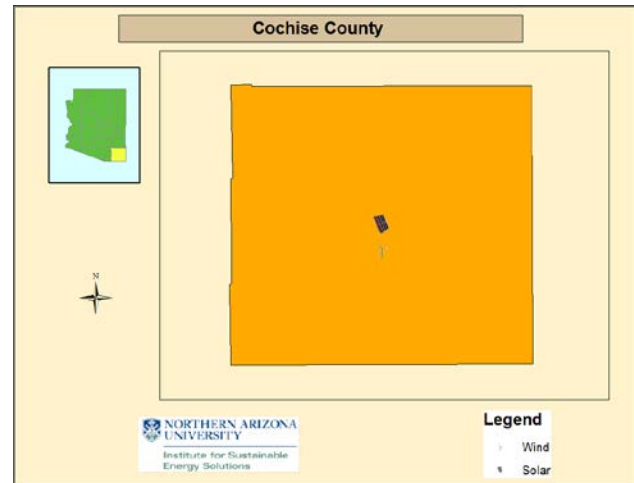 Cochise County
N
NORTHERN ARIZONA
UNIVERSITY
Institute for Sustainable
Energy Solutions
Legend
Wind
Solar